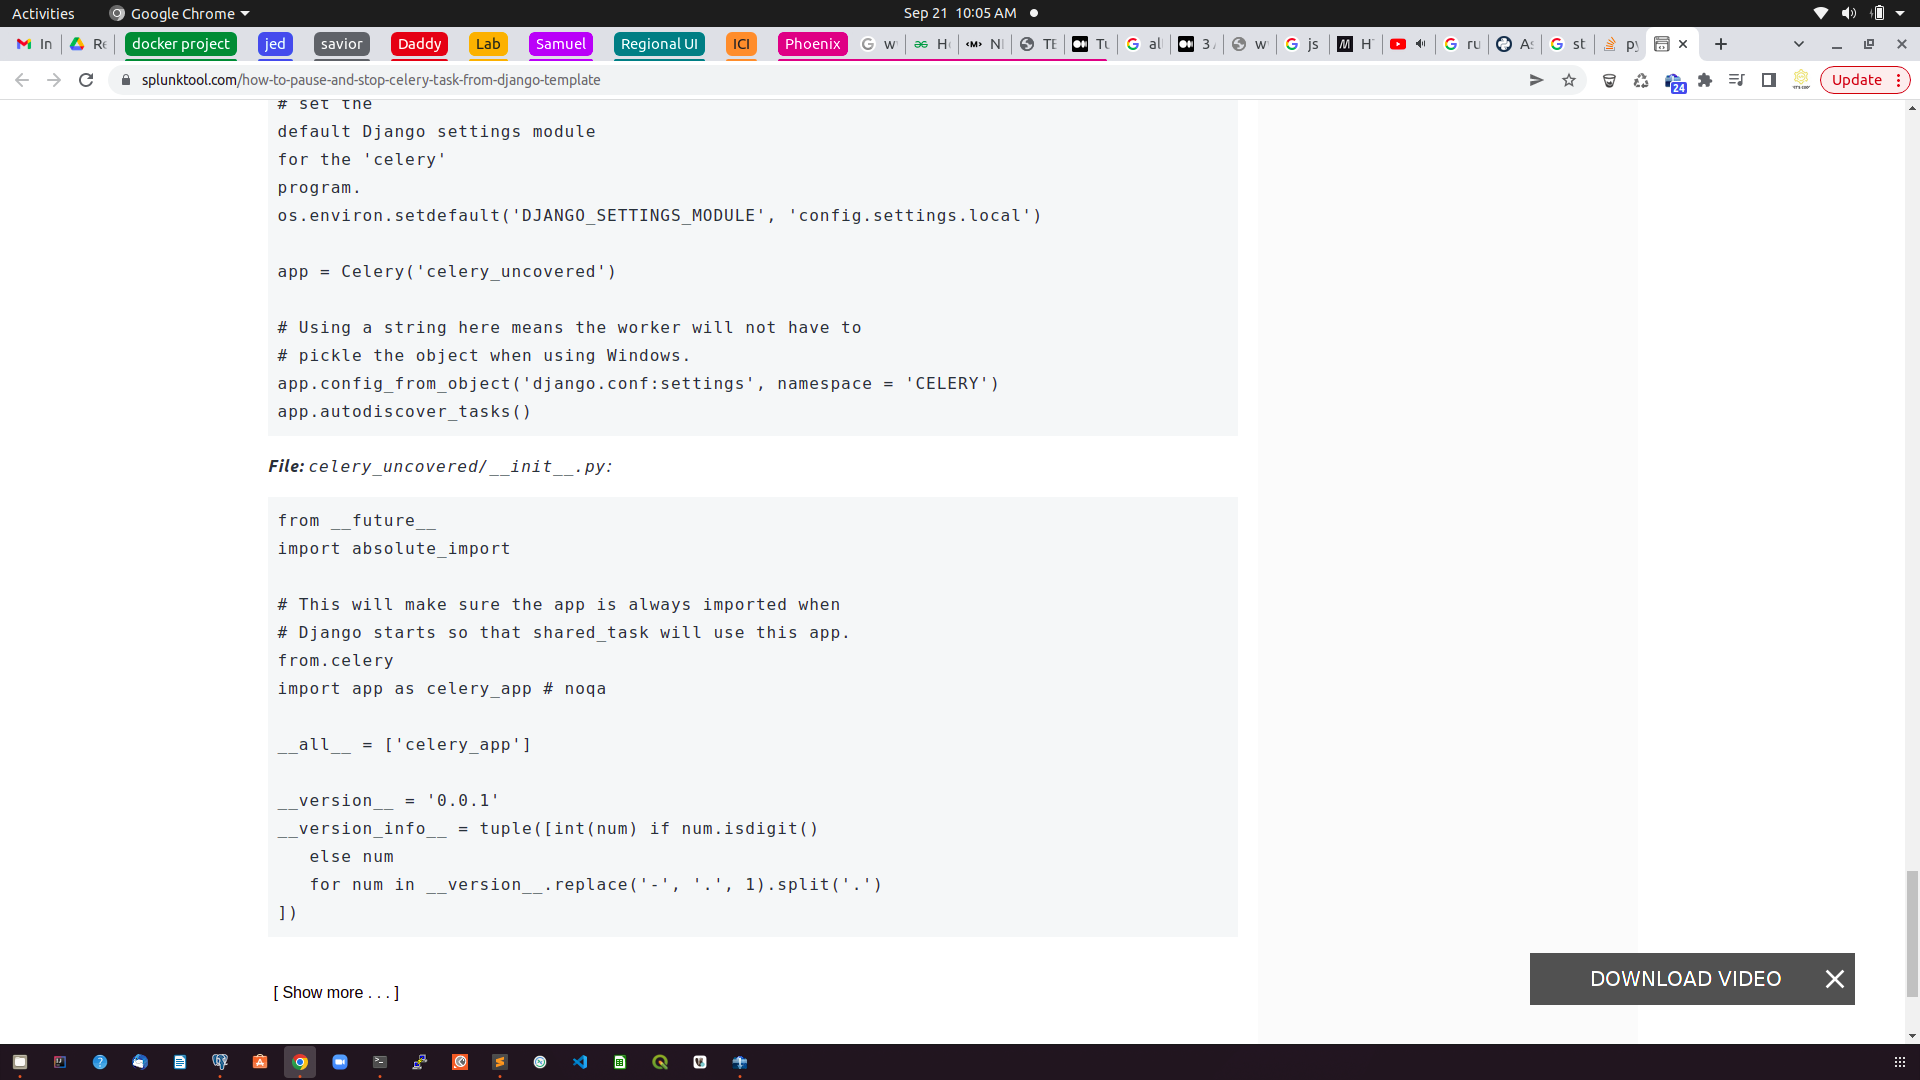 Activities
Google Chrome
Sep 21 10:05 AM
In
Re
docker project
jed
savior
Daddy
Lab
Samuel
Regional UI
ICI
Phoenix
al
3
js
H
ru
st
py
splunktool.com/how-to-pause-and-stop-celery-task-from-django-template
24
Update
# set the
default Django settings module
for the 'celery'
program.
os.environ.setdefault('DJANGO_SETTINGS_MODULE', 'config.settings.local')
app = Celery('celery_uncovered')
# Using a string here means the worker will not have to
# pickle the object when using Windows.
app.config_from_object('django.conf:settings', namespace = 'CELERY')
app.autodiscover_tasks()
File: celery_uncovered/__init__.py:
from __future__
import absolute_import
# This will make sure the app is always imported when
# Django starts so that shared_task will use this app.
from.celery
import app as celery_app # noqa
__all__ = ['celery_app']
__version__ = '0.0.1'
__version_info__ = tuple([int(num) if num.isdigit()
else num
for num in __version__.replace('-', '.', 1).split('.')
])
[ Show more . . . ]
DOWNLOAD VIDEO